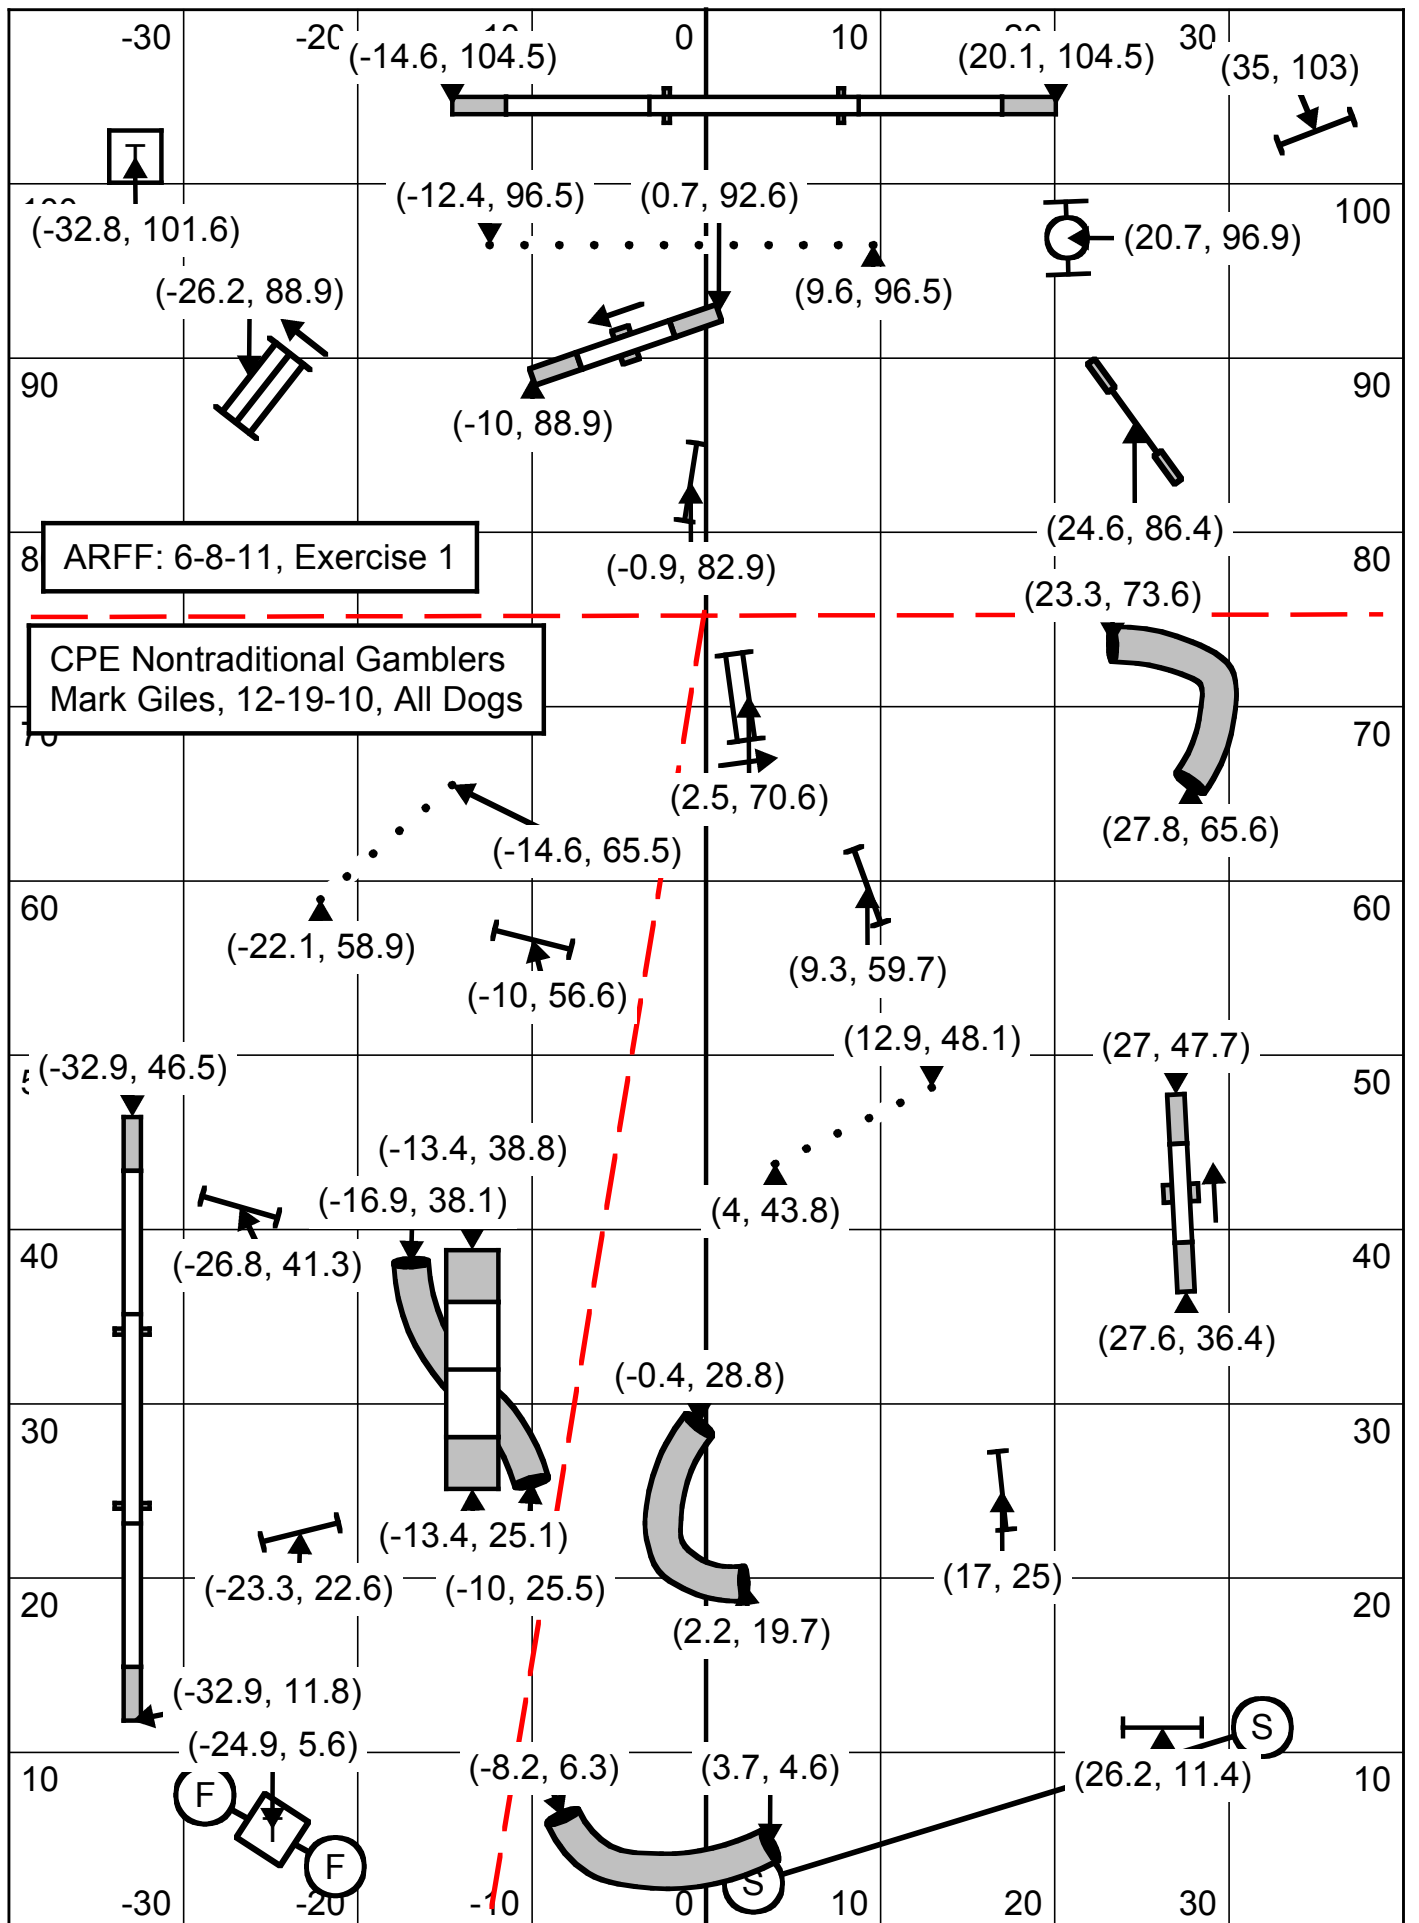 -30 -20 0 10 20 30
(-14.6, 104.5) (20.1, 104.5) (35, 103)
T
(-12.4, 96.5) (0.7, 92.6)
100 100
(-32.8, 101.6) (20.7, 96.9)
(-26.2, 88.9) (9.6, 96.5)
90 90
(-10, 88.9)
(24.6, 86.4)
8 ARFF: 6-8-11, Exercise 1 80
(-0.9, 82.9)
(23.3, 73.6)
CPE Nontraditional Gamblers
Mark Giles, 12-19-10, All Dogs
70 70
(2.5, 70.6)
(27.8, 65.6)
(-14.6, 65.5)
60 60
(-22.1, 58.9)
(9.3, 59.7)
(-10, 56.6)
(12.9, 48.1) (27, 47.7)
(-32.9, 46.5)
50
(-13.4, 38.8)
(-16.9, 38.1)
(4, 43.8)
40 40
(-26.8, 41.3)
(27.6, 36.4)
(-0.4, 28.8)
30 30
(-13.4, 25.1)
(-23.3, 22.6) (-10, 25.5) (17, 25)
20 20
(2.2, 19.7)
(-32.9, 11.8)
S
(-24.9, 5.6)
(-8.2, 6.3) (3.7, 4.6) (26.2, 11.4)
10 10
F
T
F
S
-30 -20 -10 0 10 20 30